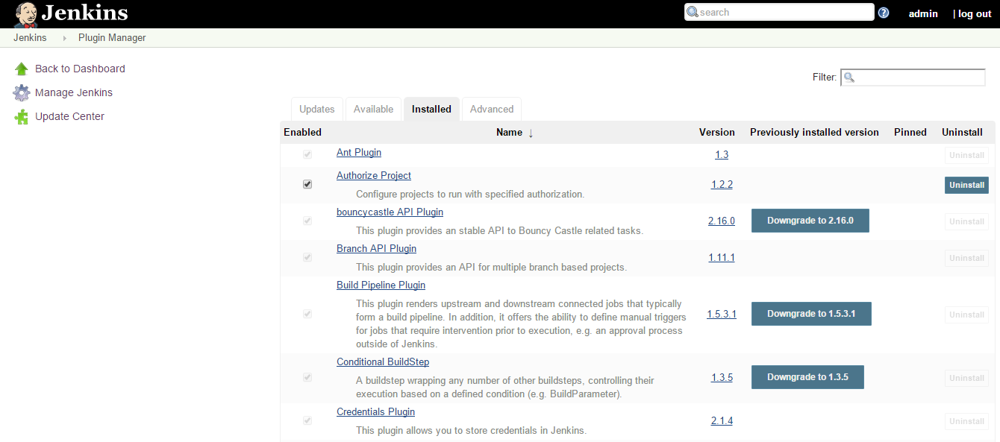 Jenkins
search
?
admin
| log out
Jenkins
Plugin Manager
Back to Dashboard
Manage Jenkins
Update Center
Filter:
Updates
Available
Installed
Advanced
Enabled
Name ↓
Version
Previously installed version
Pinned
Uninstall
Ant Plugin
1.3
Uninstall
Authorize Project
Configure projects to run with specified authorization.
1.2.2
Uninstall
bouncycastle API Plugin
This plugin provides an stable API to Bouncy Castle related tasks.
2.16.0
Downgrade to 2.16.0
Uninstall
Branch API Plugin
This plugin provides an API for multiple branch based projects.
1.11.1
Uninstall
Build Pipeline Plugin
This plugin renders upstream and downstream connected jobs that typically
form a build pipeline. In addition, it offers the ability to define manual triggers
for jobs that require intervention prior to execution, e.g. an approval process
outside of Jenkins.
1.5.3.1
Downgrade to 1.5.3.1
Uninstall
Conditional BuildStep
A buildstep wrapping any number of other buildsteps, controlling their
execution based on a defined condition (e.g. BuildParameter).
1.3.5
Downgrade to 1.3.5
Uninstall
Credentials Plugin
This plugin allows you to store credentials in Jenkins.
2.1.4
Uninstall